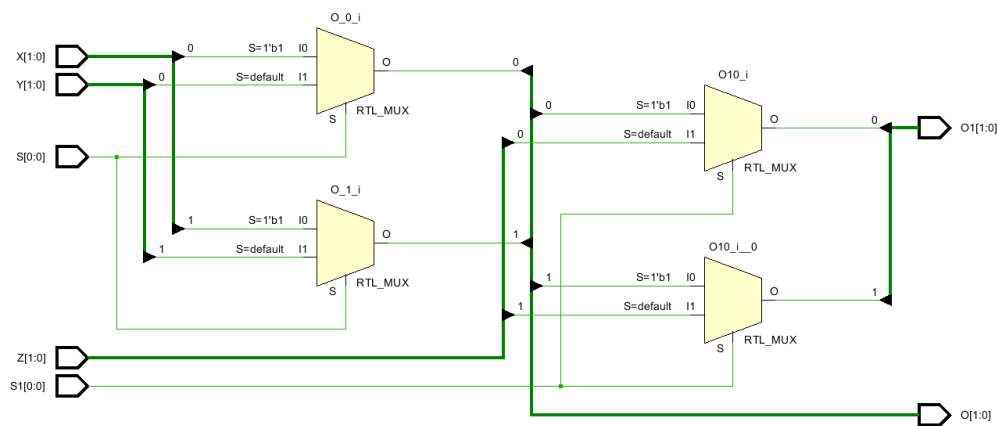 O_0_i
X[1:0]
0
S=1'b1
I0
O
0
Y[1:0]
0
S=default
I1
S
RTL_MUX
O10_i
0
S=1'b1
I0
O
0
O1[1:0]
0
S=default
I1
S
RTL_MUX
S[0:0]
O_1_i
1
S=1'b1
I0
O
1
1
S=default
I1
S
RTL_MUX
O10_i__0
1
S=1'b1
I0
O
1
1
S=default
I1
S
RTL_MUX
Z[1:0]
S1[0:0]
O[1:0]